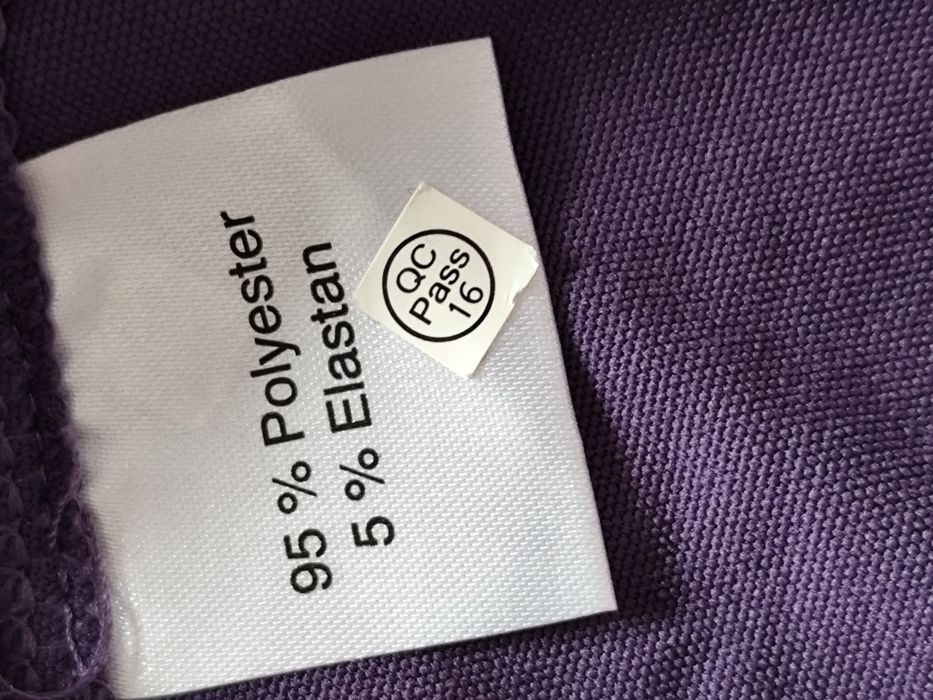 95 % Polyester
5 % Elastan
QC
Pass
16